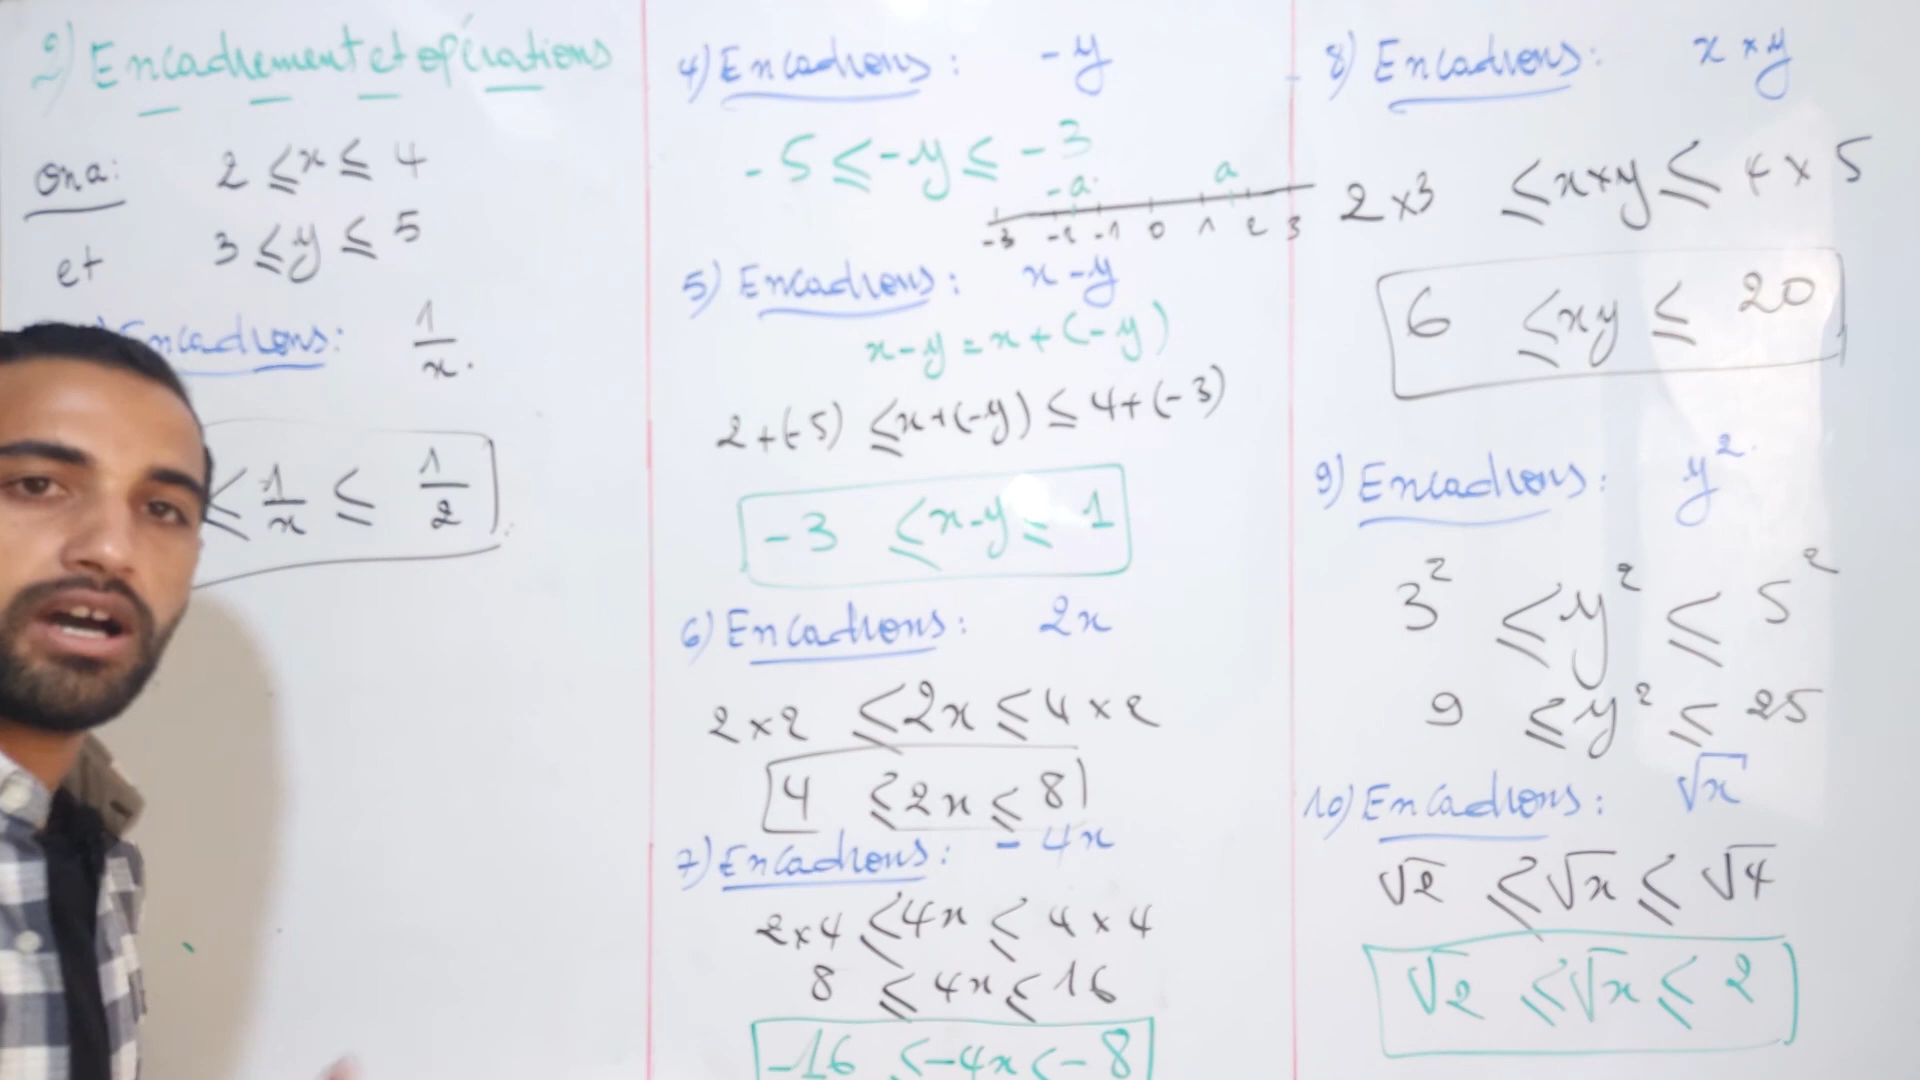 2) Encadrement et opérations
on a: 2 ≤ x ≤ 4
et 3 ≤ y ≤ 5
Encadrons: 1/x.
≤ 1/x ≤ 1/2
4) Encadrons: -y
-5 ≤ -y ≤ -3
-a a
-3 -2 -1 0 1 2 3
5) Encadrons: x-y
x-y = x+(-y)
2+(-5) ≤ x+(-y) ≤ 4+(-3)
-3 ≤ x-y ≤ 1
6) Encadrons: 2x
2×2 ≤ 2x ≤ 4×2
4 ≤ 2x ≤ 8
7) Encadrons: -4x
2×4 ≤ 4x ≤ 4×4
8 ≤ 4x ≤ 16
-16 ≤ -4x ≤ -8
8) Encadrons: x×y
2×3 ≤ x×y ≤ 4×5
6 ≤ xy ≤ 20
9) Encadrons: y²
3² ≤ y² ≤ 5²
9 ≤ y² ≤ 25
10) Encadrons: √x
√2 ≤ √x ≤ √4
√2 ≤ √x ≤ 2